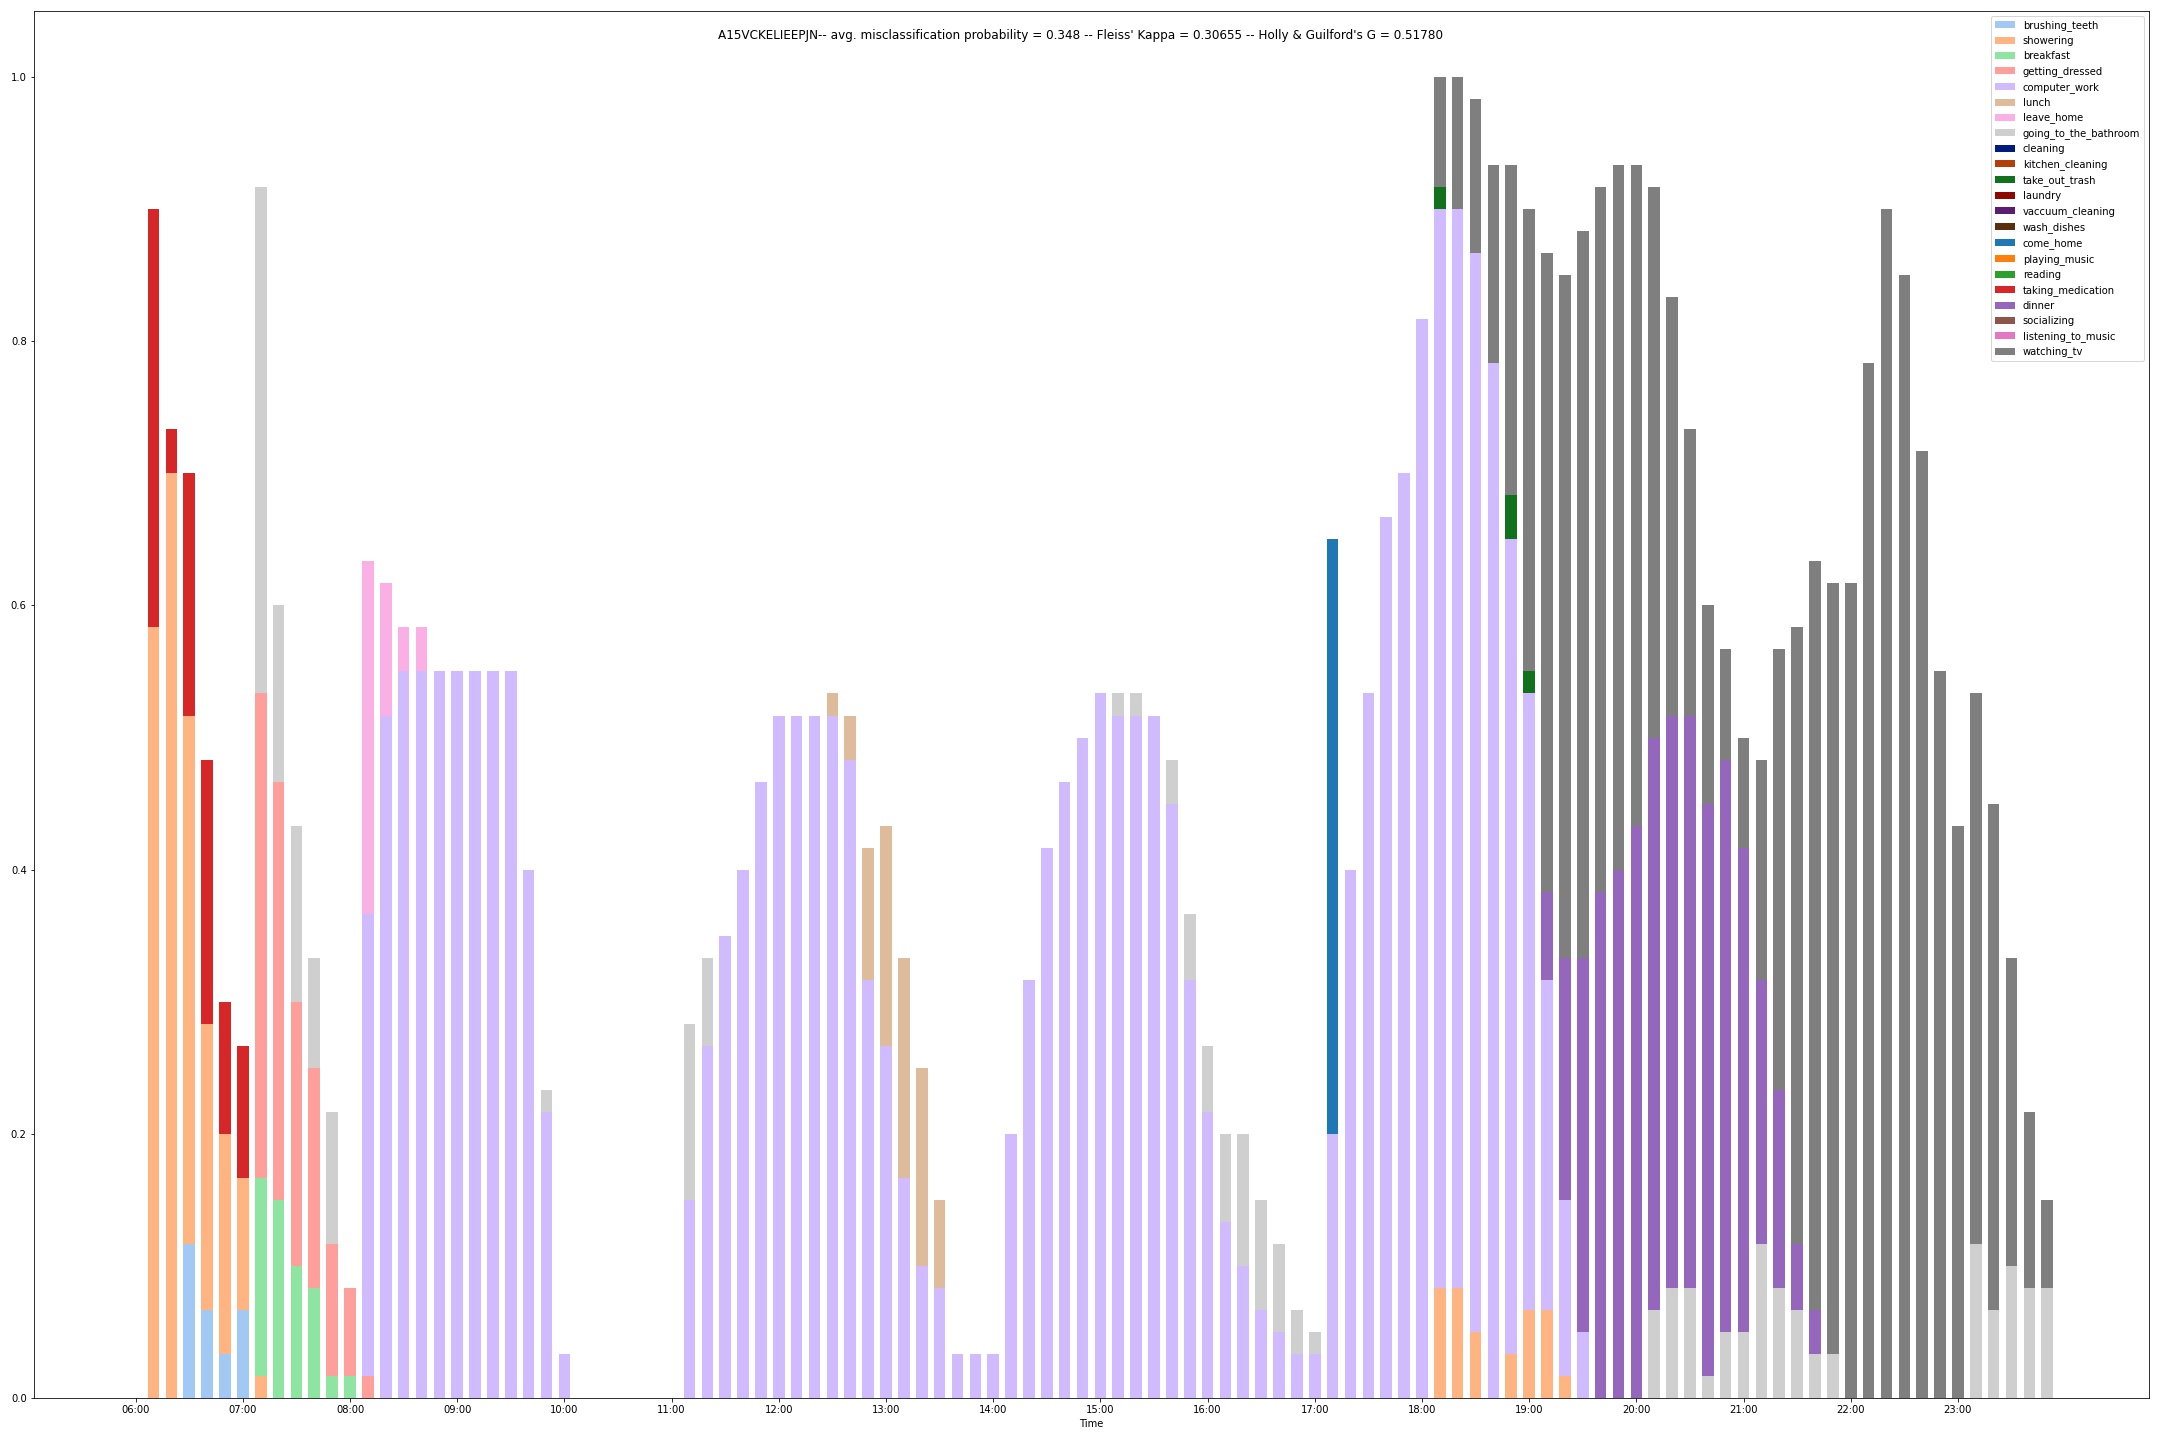 A15VCKELIEEPJN-- avg. misclassification probability = 0.348 -- Fleiss' Kappa = 0.30655 -- Holly & Guilford's G = 0.51780
brushing_teeth
showering
breakfast
getting_dressed
computer_work
lunch
leave_home
going_to_the_bathroom
cleaning
kitchen_cleaning
take_out_trash
laundry
vaccuum_cleaning
wash_dishes
come_home
playing_music
reading
taking_medication
dinner
socializing
listening_to_music
watching_tv
1.0
0.8
0.6
0.4
0.2
0.0
06:00 07:00 08:00 09:00 10:00 11:00 12:00 13:00 14:00 15:00 16:00 17:00 18:00 19:00 20:00 21:00 22:00 23:00
Time